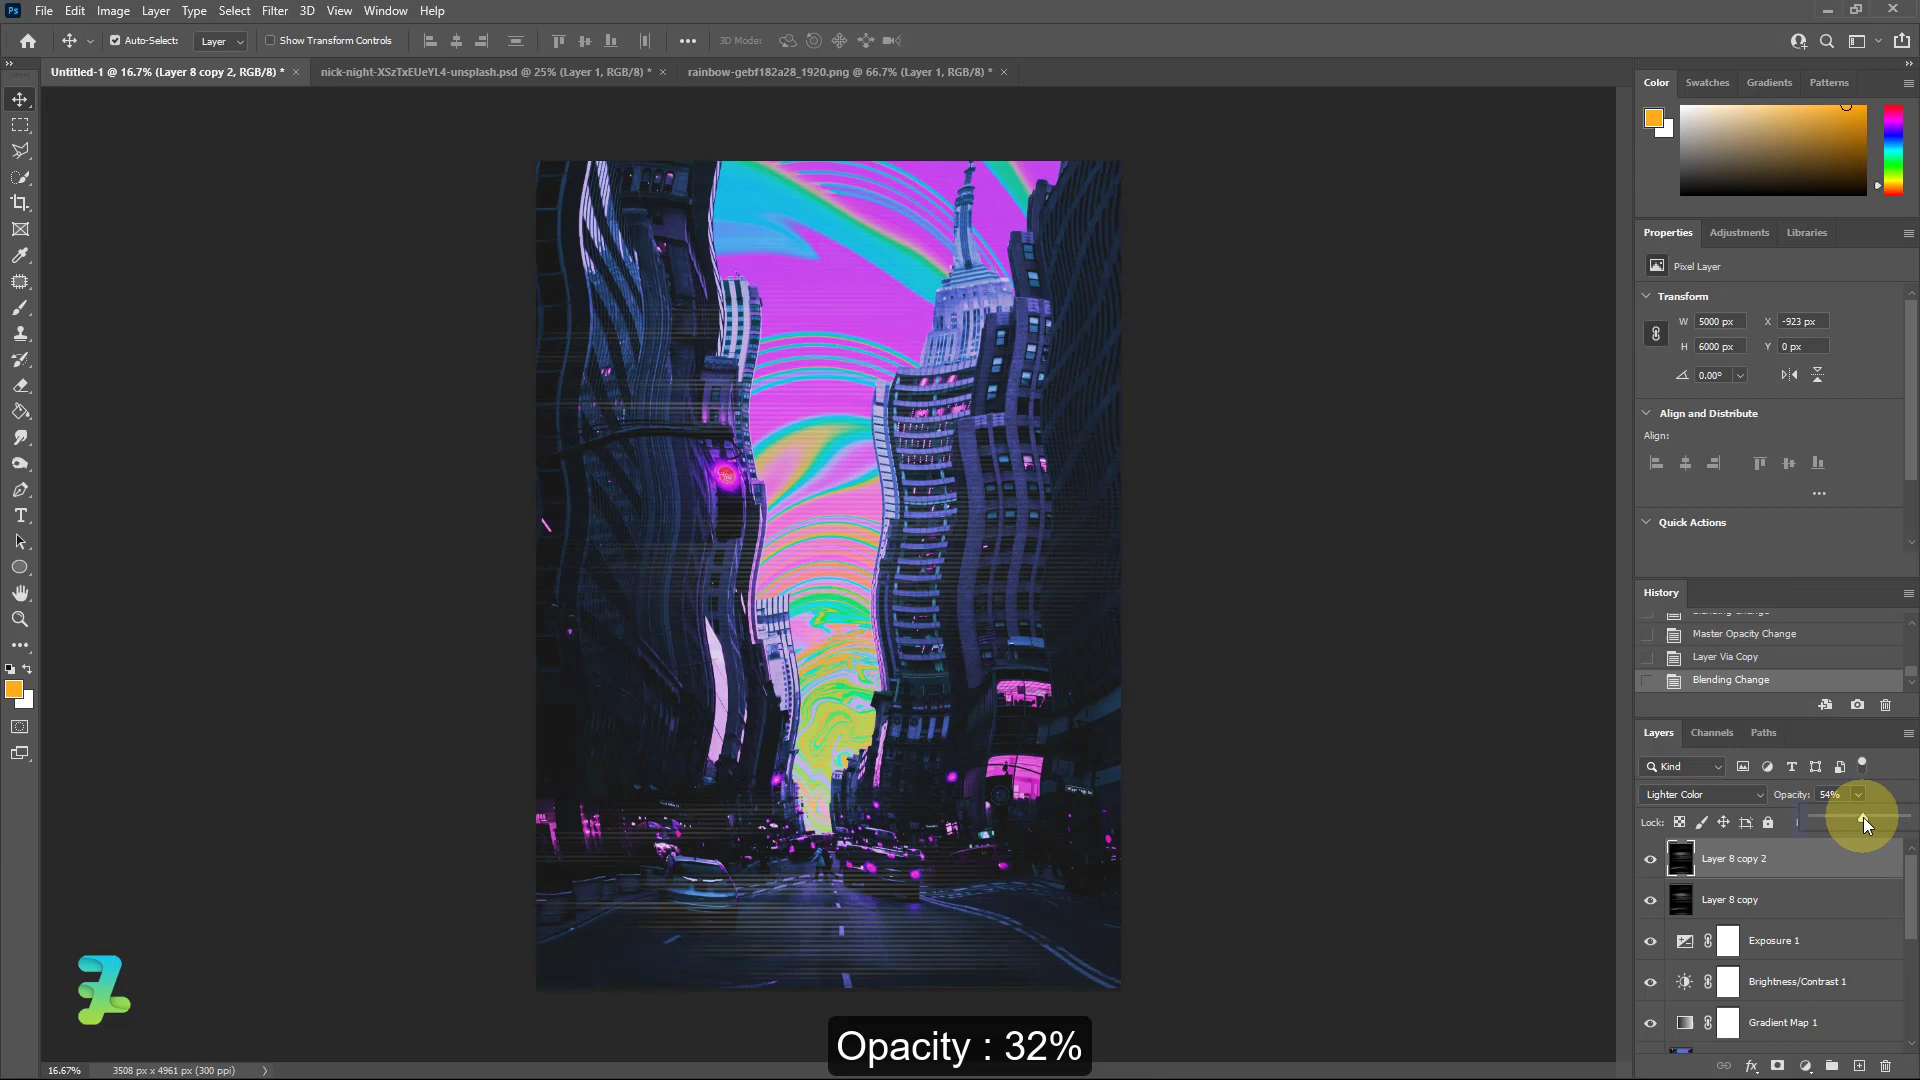 Ps File Edit Image Layer Type Select Filter 3D View Window Help
Auto-Select: Layer Show Transform Controls 3D Mode:
Untitled-1 @ 16.7% (Layer 8 copy 2, RGB/8) * nick-night-XSzTxEUeYL4-unsplash.psd @ 25% (Layer 1, RGB/8) * rainbow-gebf182a28_1920.png @ 66.7% (Layer 1, RGB/8) *
Color Swatches Gradients Patterns
Properties Adjustments Libraries
Pixel Layer
Transform
W 5000 px X -923 px
H 6000 px Y 0 px
0.00°
Align and Distribute
Align:
Quick Actions
History
Blending Change
Master Opacity Change
Layer Via Copy
Blending Change
Layers Channels Paths
Kind
Lighter Color Opacity: 54%
Lock:
Layer 8 copy 2
Layer 8 copy
Exposure 1
Brightness/Contrast 1
Gradient Map 1
Opacity : 32%
16.67% 3508 px x 4961 px (300 ppi)